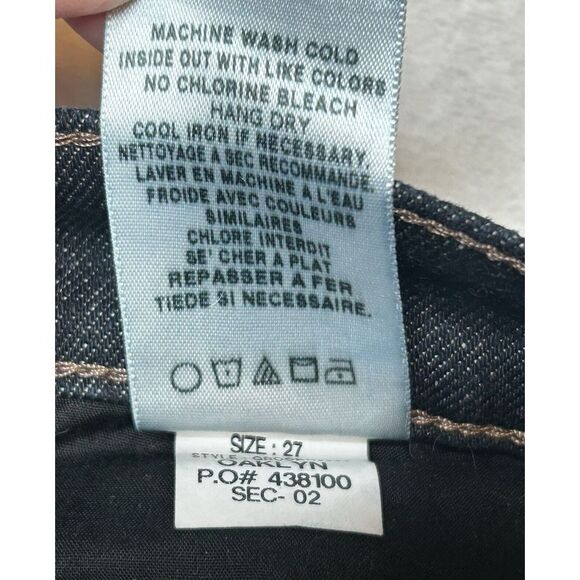 MACHINE WASH COLD
INSIDE OUT WITH LIKE COLORS
NO CHLORINE BLEACH
HANG DRY
COOL IRON IF NECESSARY.
NETTOYAGE A SEC RECOMMANDE.
LAVER EN MACHINE A L'EAU
FROIDE AVEC COULEURS
SIMILAIRES
CHLORE INTERDIT
SE' CHER A PLAT
REPASSER A FER
TIEDE SI NECESSAIRE.
SIZE : 27
STYLE
OAKLYN
P.O# 438100
SEC- 02